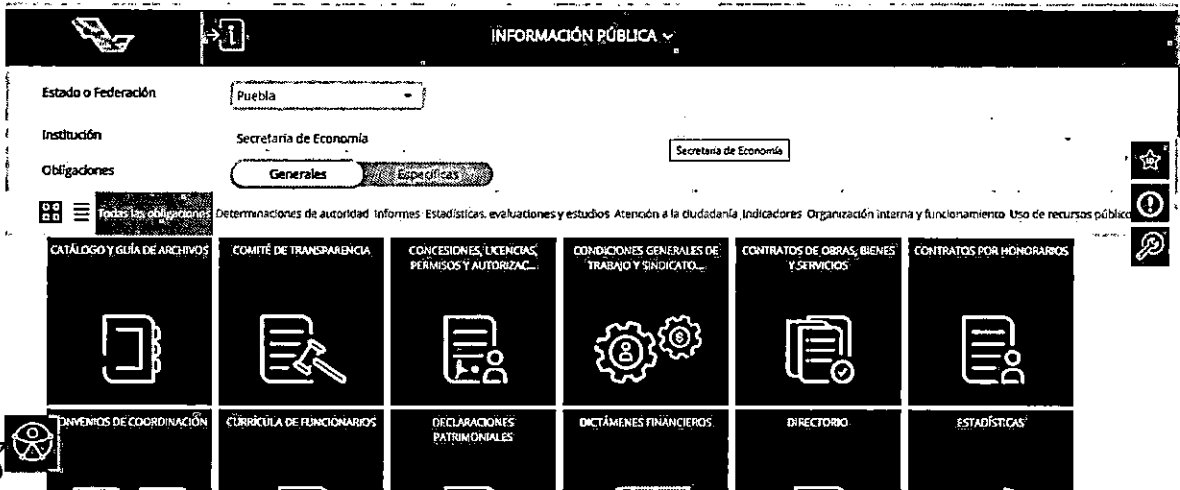 INFORMACIÓN PÚBLICA
Estado o Federación
Puebla
Institución
Secretaría de Economía
Secretaría de Economía
Obligaciones
Generales
Específicas
Todas las obligaciones Determinaciones de autoridad Informes Estadísticas, evaluaciones y estudios Atención a la ciudadanía Indicadores Organización interna y funcionamiento Uso de recursos público
CATÁLOGO Y GUÍA DE ARCHIVOS
COMITÉ DE TRANSPARENCIA
CONCESIONES, LICENCIAS,
PERMISOS Y AUTORIZAC...
CONDICIONES GENERALES DE
TRABAJO Y SINDICATO...
CONTRATOS DE OBRAS, BIENES
Y SERVICIOS
CONTRATOS POR HONORARIOS
ONVENIOS DE COORDINACIÓN
CURRÍCULA DE FUNCIONARIOS
DECLARACIONES
PATRIMONIALES
DICTÁMENES FINANCIEROS
DIRECTORIO
ESTADÍSTICAS